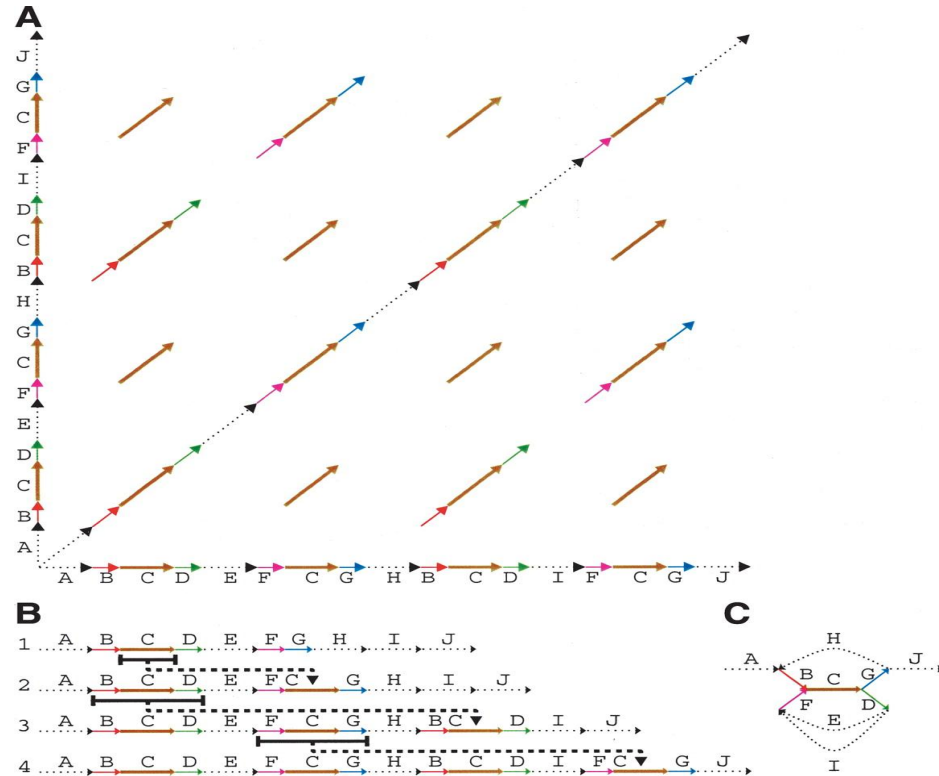 A
J
G
C
F
I
D
C
B
H
G
C
F
E
D
C
B
A
A B C D E F C G H B C D I F C G J
B
1 A B C D E F G H I J
2 A B C D E F C G H I J
3 A B C D E F C G H B C D I J
4 A B C D E F C G H B C D I F C G J
C
H
A J
B C G
F D
E
I